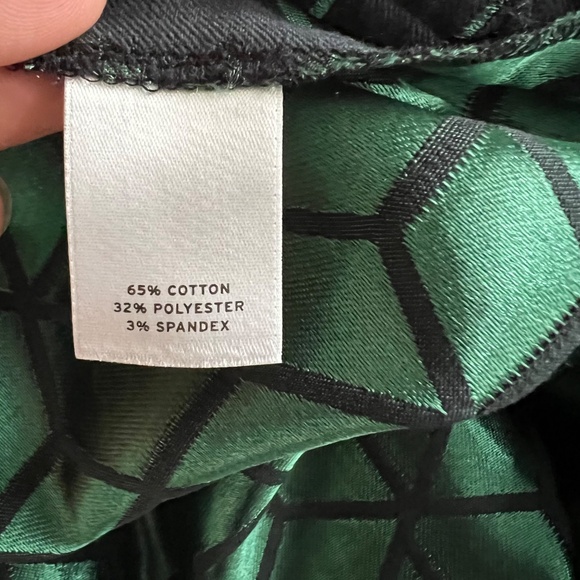 65% COTTON
32% POLYESTER
3% SPANDEX